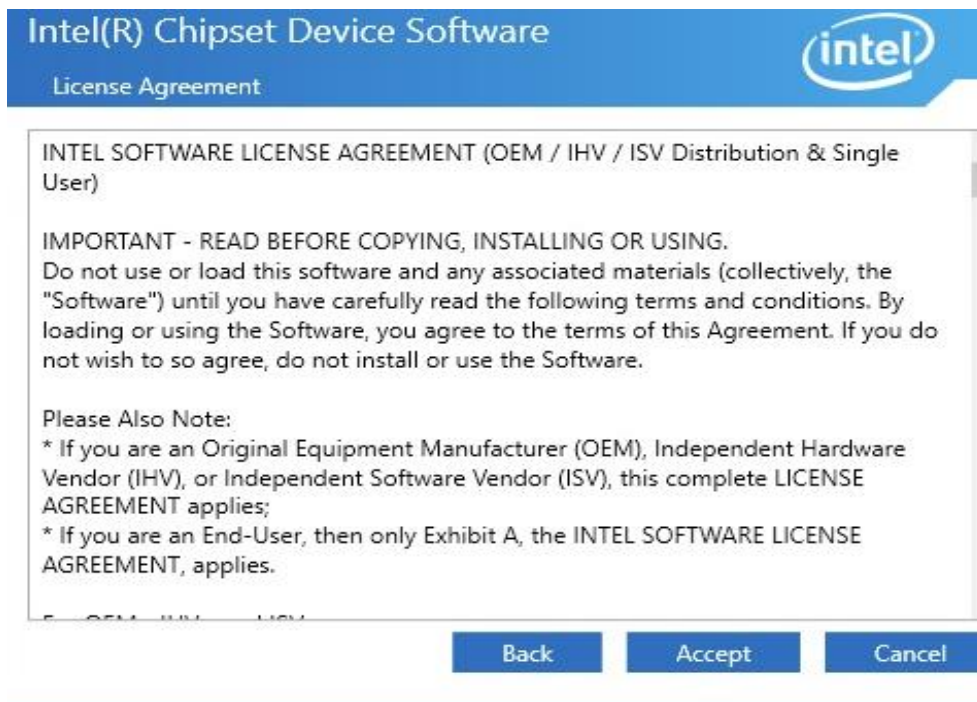 Intel(R) Chipset Device Software
intel
License Agreement
INTEL SOFTWARE LICENSE AGREEMENT (OEM / IHV / ISV Distribution & Single
User)
IMPORTANT - READ BEFORE COPYING, INSTALLING OR USING.
Do not use or load this software and any associated materials (collectively, the
"Software") until you have carefully read the following terms and conditions. By
loading or using the Software, you agree to the terms of this Agreement. If you do
not wish to so agree, do not install or use the Software.
Please Also Note:
* If you are an Original Equipment Manufacturer (OEM), Independent Hardware
Vendor (IHV), or Independent Software Vendor (ISV), this complete LICENSE
AGREEMENT applies;
* If you are an End-User, then only Exhibit A, the INTEL SOFTWARE LICENSE
AGREEMENT, applies.
Back Accept Cancel